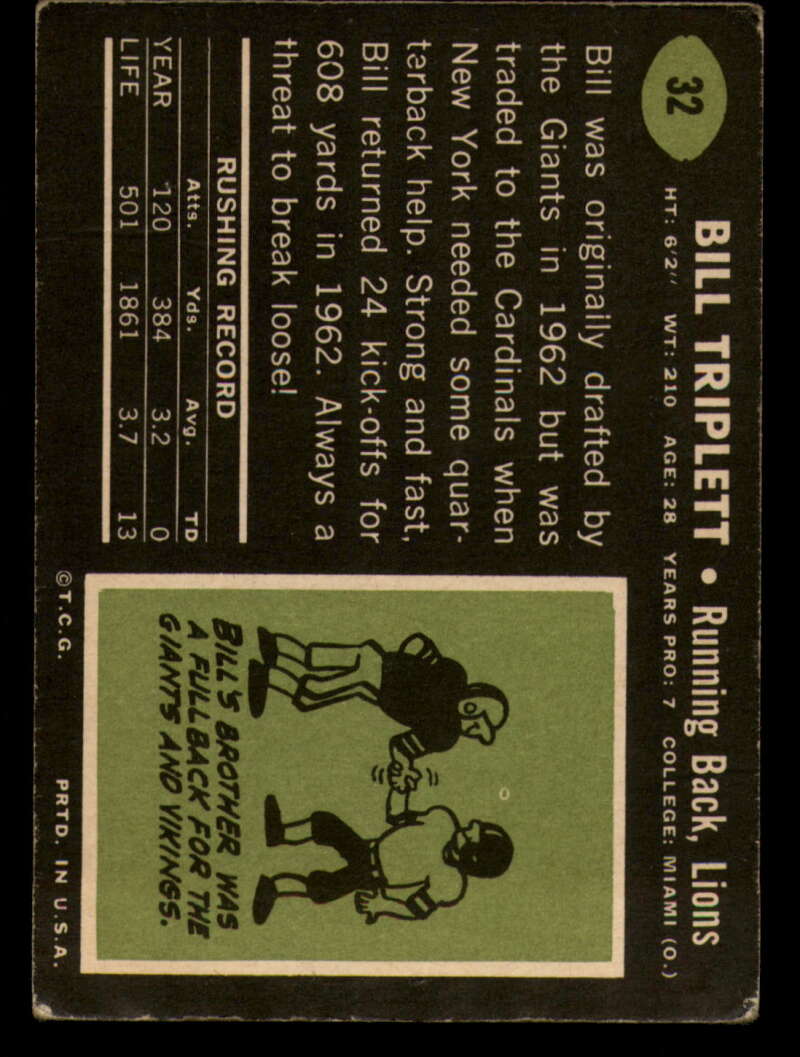 32
BILL TRIPLETT • Running Back, Lions
HT: 6'2" WT: 210 AGE: 28 YEARS PRO: 7 COLLEGE: MIAMI (O.)
Bill was originally drafted by
the Giants in 1962 but was
traded to the Cardinals when
New York needed some quar-
terback help. Strong and fast,
Bill returned 24 kick-offs for
608 yards in 1962. Always a
threat to break loose!
RUSHING RECORD
Atts. Yds. Avg. TD
YEAR 120 384 3.2 0
LIFE 501 1861 3.7 13
BILL'S BROTHER WAS
A FULLBACK FOR THE
GIANTS AND VIKINGS.
©T.C.G. PRTD. IN U.S.A.